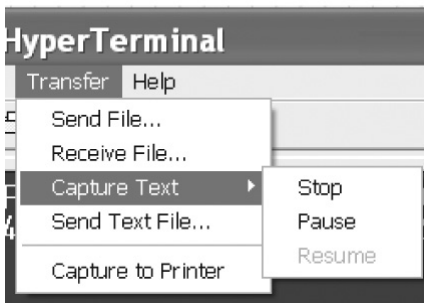 HyperTerminal
Transfer Help
Send File...
Receive File...
Capture Text
Stop
Send Text File...
Pause
Resume
Capture to Printer